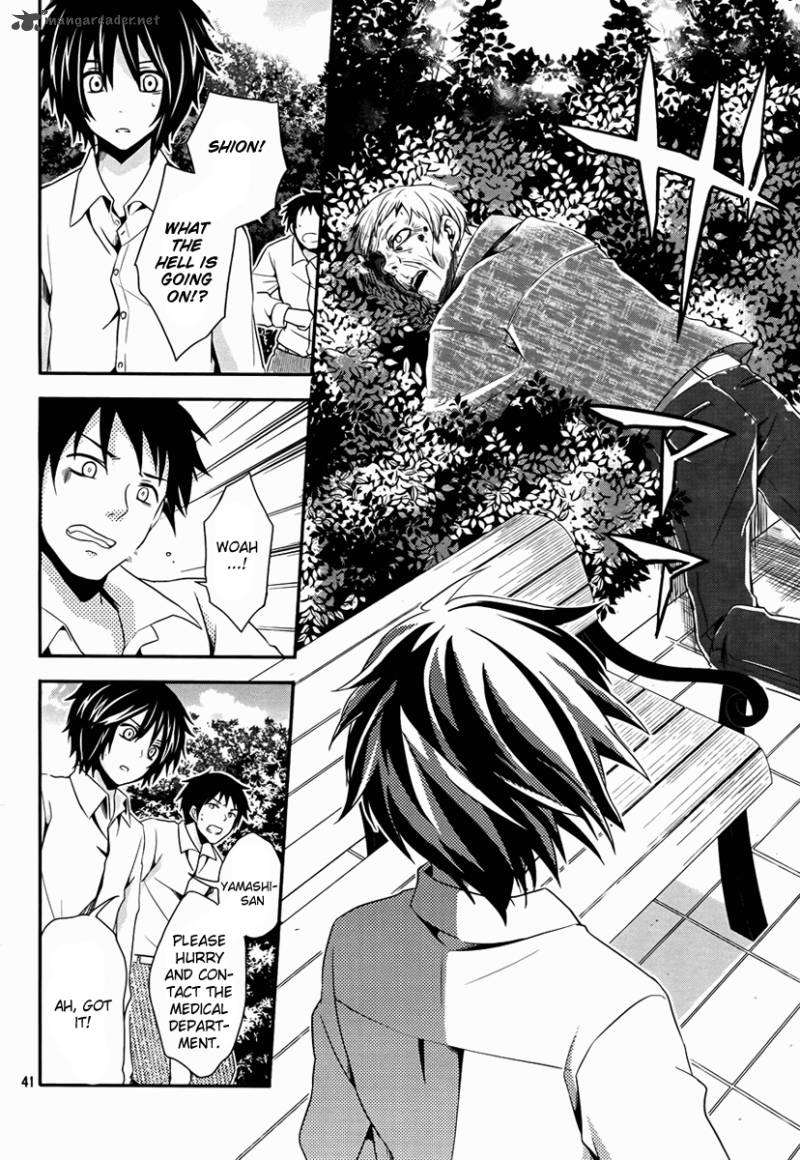 mangareader.net
SHION!
WHAT
THE
HELL IS
GOING
ON!?
WOAH
...!
YAMASHI-
SAN
PLEASE
HURRY
AND CON-
TACT THE
MEDICAL
DEPART-
MENT.
AH, GOT
IT!
41